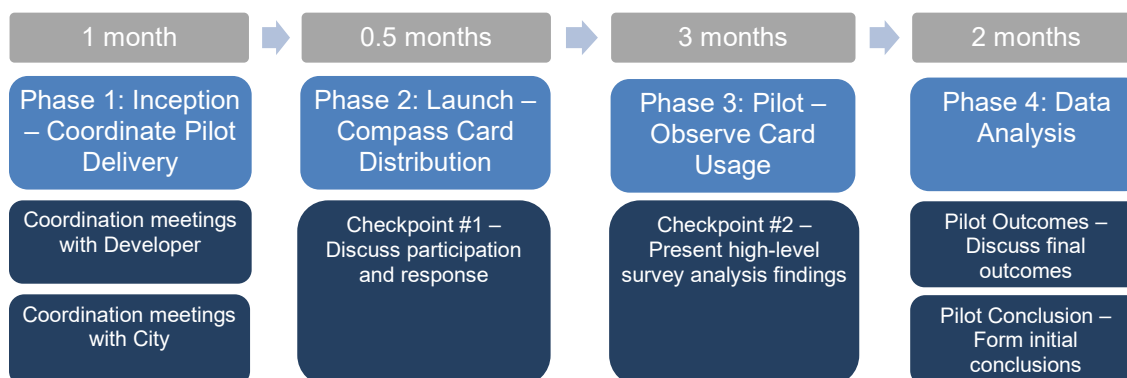 1 month
0.5 months
3 months
2 months
Phase 1: Inception
– Coordinate Pilot
Delivery
Phase 2: Launch –
Compass Card
Distribution
Phase 3: Pilot –
Observe Card
Usage
Phase 4: Data
Analysis
Coordination meetings
with Developer
Coordination meetings
with City
Checkpoint #1 –
Discuss participation
and response
Checkpoint #2 –
Present high-level
survey analysis findings
Pilot Outcomes –
Discuss final
outcomes
Pilot Conclusion –
Form initial
conclusions